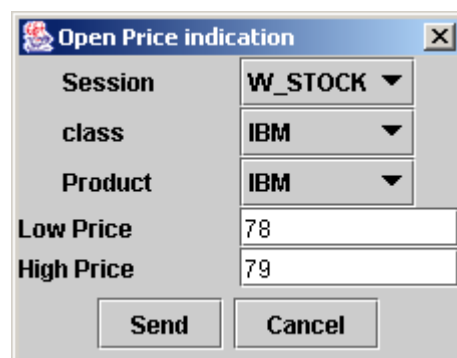 Open Price indication
Session W_STOCK
class IBM
Product IBM
Low Price 78
High Price 79
Send Cancel